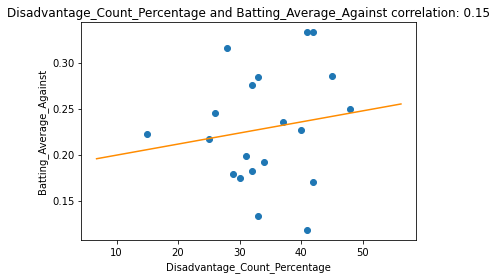 Disadvantage_Count_Percentage and Batting_Average_Against correlation: 0.15
0.30
0.25
0.20
0.15
Batting_Average_Against
10 20 30 40 50
Disadvantage_Count_Percentage